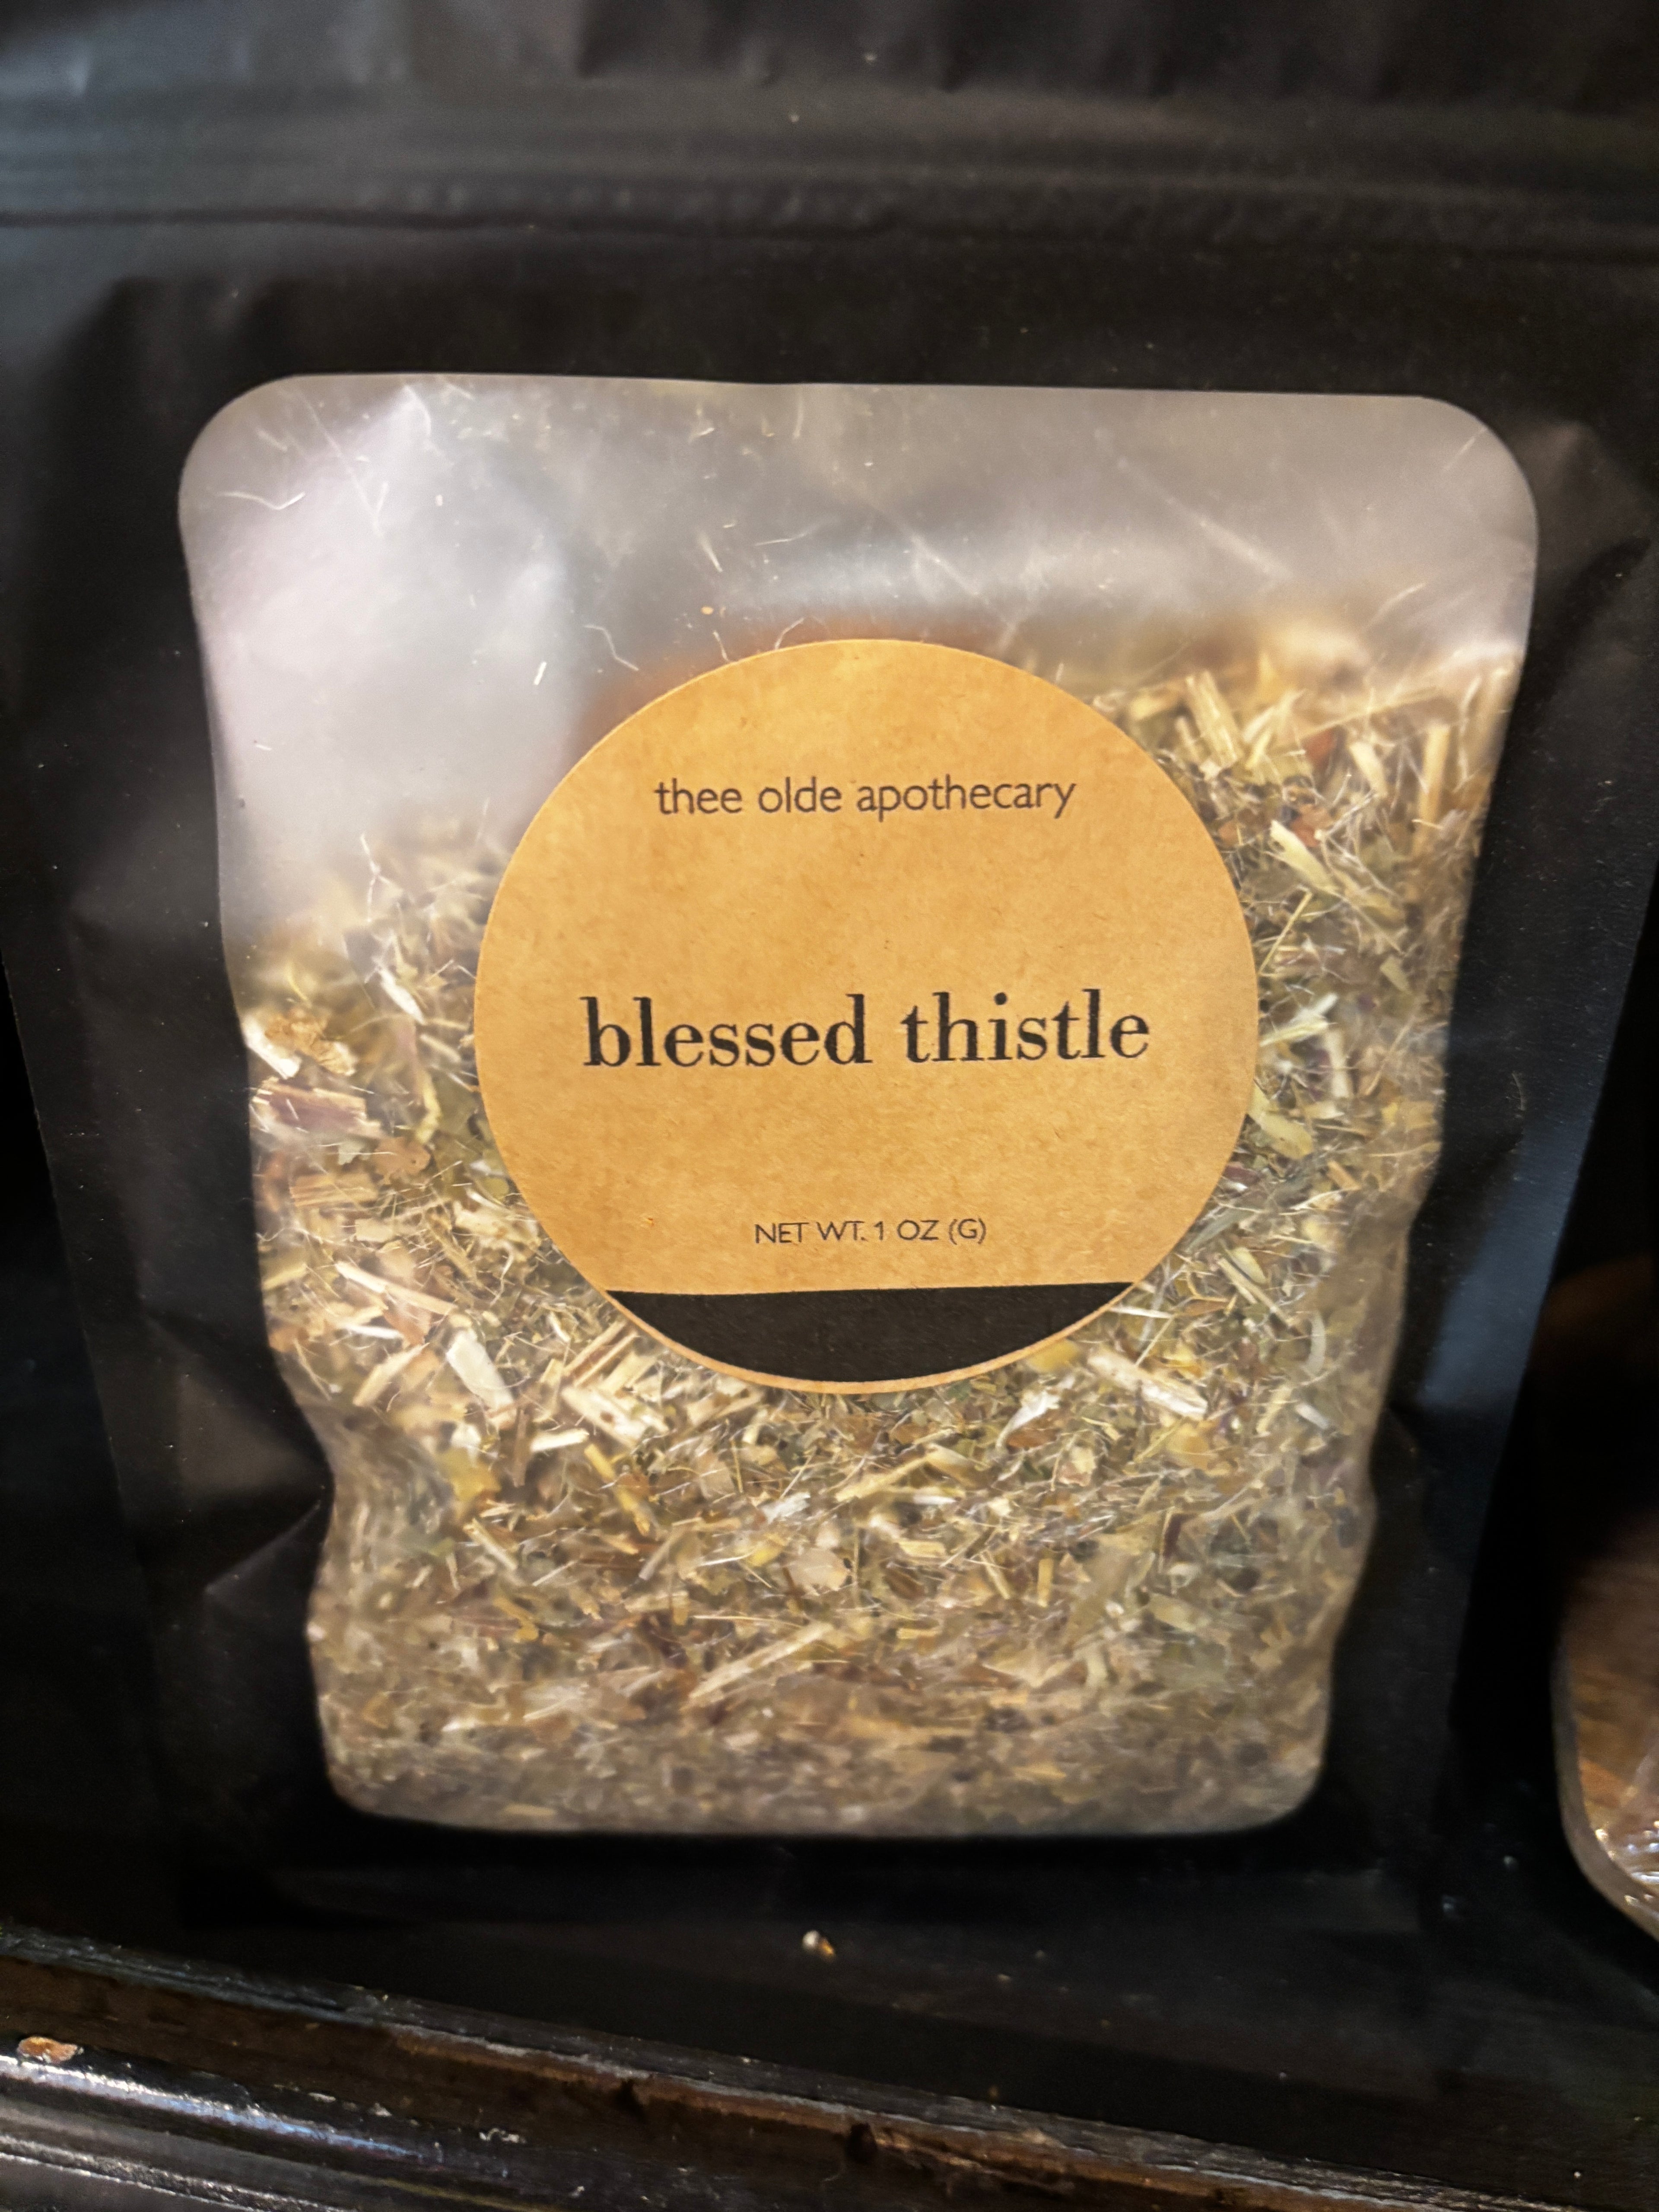 thee olde apothecary
blessed thistle
NET WT. 1 OZ (G)